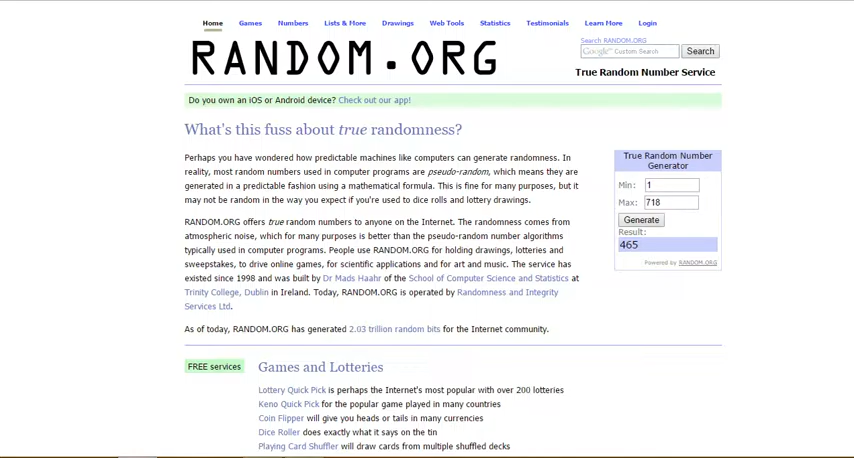 Home Games Numbers Lists & More Drawings Web Tools Statistics Testimonials Learn More Login
RANDOM.ORG
Search RANDOM.ORG
Google™ Custom Search Search
True Random Number Service
Do you own an iOS or Android device? Check out our app!
What's this fuss about true randomness?
Perhaps you have wondered how predictable machines like computers can generate randomness. In
reality, most random numbers used in computer programs are pseudo-random, which means they are
generated in a predictable fashion using a mathematical formula. This is fine for many purposes, but it
may not be random in the way you expect if you're used to dice rolls and lottery drawings.
RANDOM.ORG offers true random numbers to anyone on the Internet. The randomness comes from
atmospheric noise, which for many purposes is better than the pseudo-random number algorithms
typically used in computer programs. People use RANDOM.ORG for holding drawings, lotteries and
sweepstakes, to drive online games, for scientific applications and for art and music. The service has
existed since 1998 and was built by Dr Mads Haahr of the School of Computer Science and Statistics at
Trinity College, Dublin in Ireland. Today, RANDOM.ORG is operated by Randomness and Integrity
Services Ltd.
As of today, RANDOM.ORG has generated 2.03 trillion random bits for the Internet community.
True Random Number
Generator
Min: 1
Max: 718
Generate
Result:
465
Powered by RANDOM.ORG
FREE services
Games and Lotteries
Lottery Quick Pick is perhaps the Internet's most popular with over 200 lotteries
Keno Quick Pick for the popular game played in many countries
Coin Flipper will give you heads or tails in many currencies
Dice Roller does exactly what it says on the tin
Playing Card Shuffler will draw cards from multiple shuffled decks